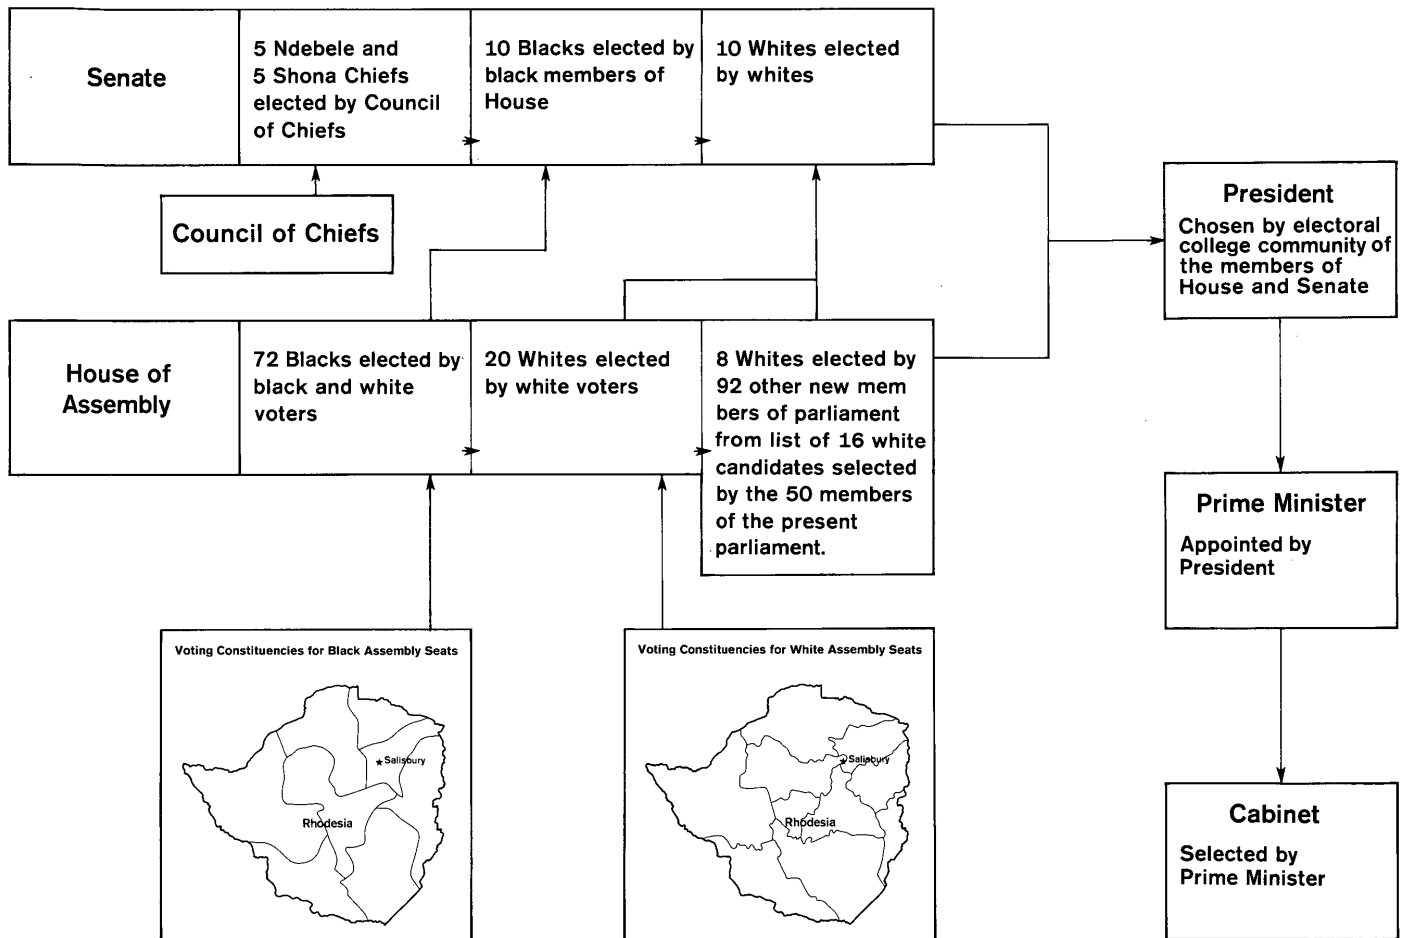 Senate
5 Ndebele and
5 Shona Chiefs
elected by Council
of Chiefs
10 Blacks elected by
black members of
House
10 Whites elected
by whites
Council of Chiefs
President
Chosen by electoral
college community of
the members of
House and Senate
House of
Assembly
72 Blacks elected by
black and white
voters
20 Whites elected
by white voters
8 Whites elected by
92 other new mem
bers of parliament
from list of 16 white
candidates selected
by the 50 members
of the present
parliament.
Prime Minister
Appointed by
President
Voting Constituencies for Black Assembly Seats
Salisbury
Rhodesia
Voting Constituencies for White Assembly Seats
Salisbury
Rhodesia
Cabinet
Selected by
Prime Minister